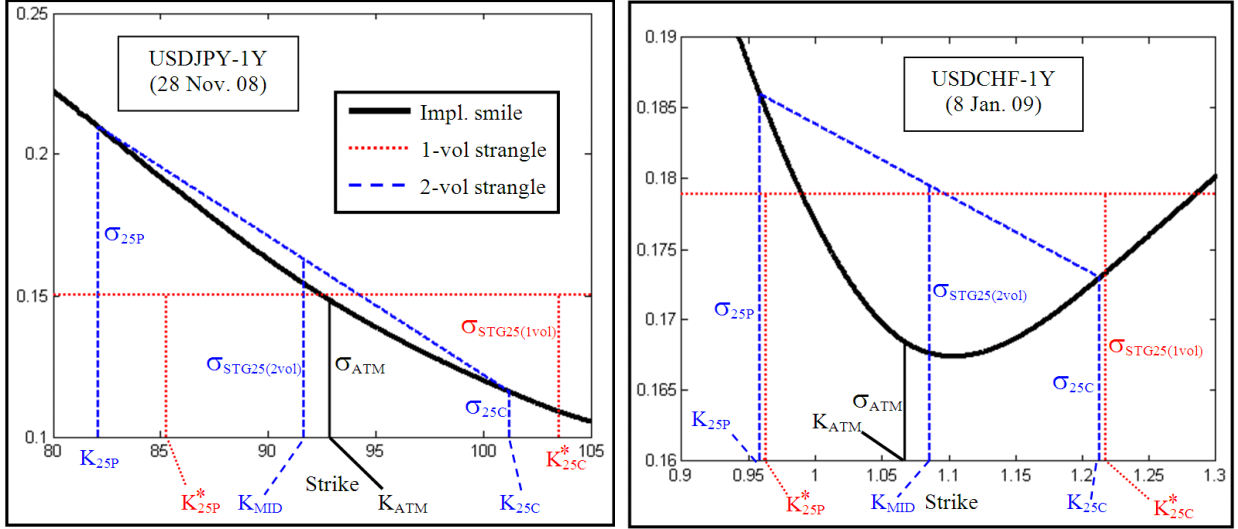 0.25
0.2
0.15
0.1
USDJPY-1Y
(28 Nov. 08)
Impl. smile
1-vol strangle
2-vol strangle
σ25P
σSTG25(1vol)
σSTG25(2vol)
σATM
σ25C
80 85 90 95 100 105
K25P
K*25P
KMID
Strike
KATM
K25C
K*25C
0.19
0.185
0.18
0.175
0.17
0.165
0.16
USDCHF-1Y
(8 Jan. 09)
σ25P
σSTG25(2vol)
σSTG25(1vol)
σATM
σ25C
K25P
KATM
0.9 0.95 1 1.05 1.1 1.15 1.2 1.25 1.3
K*25P
KMID
Strike
K25C
K*25C